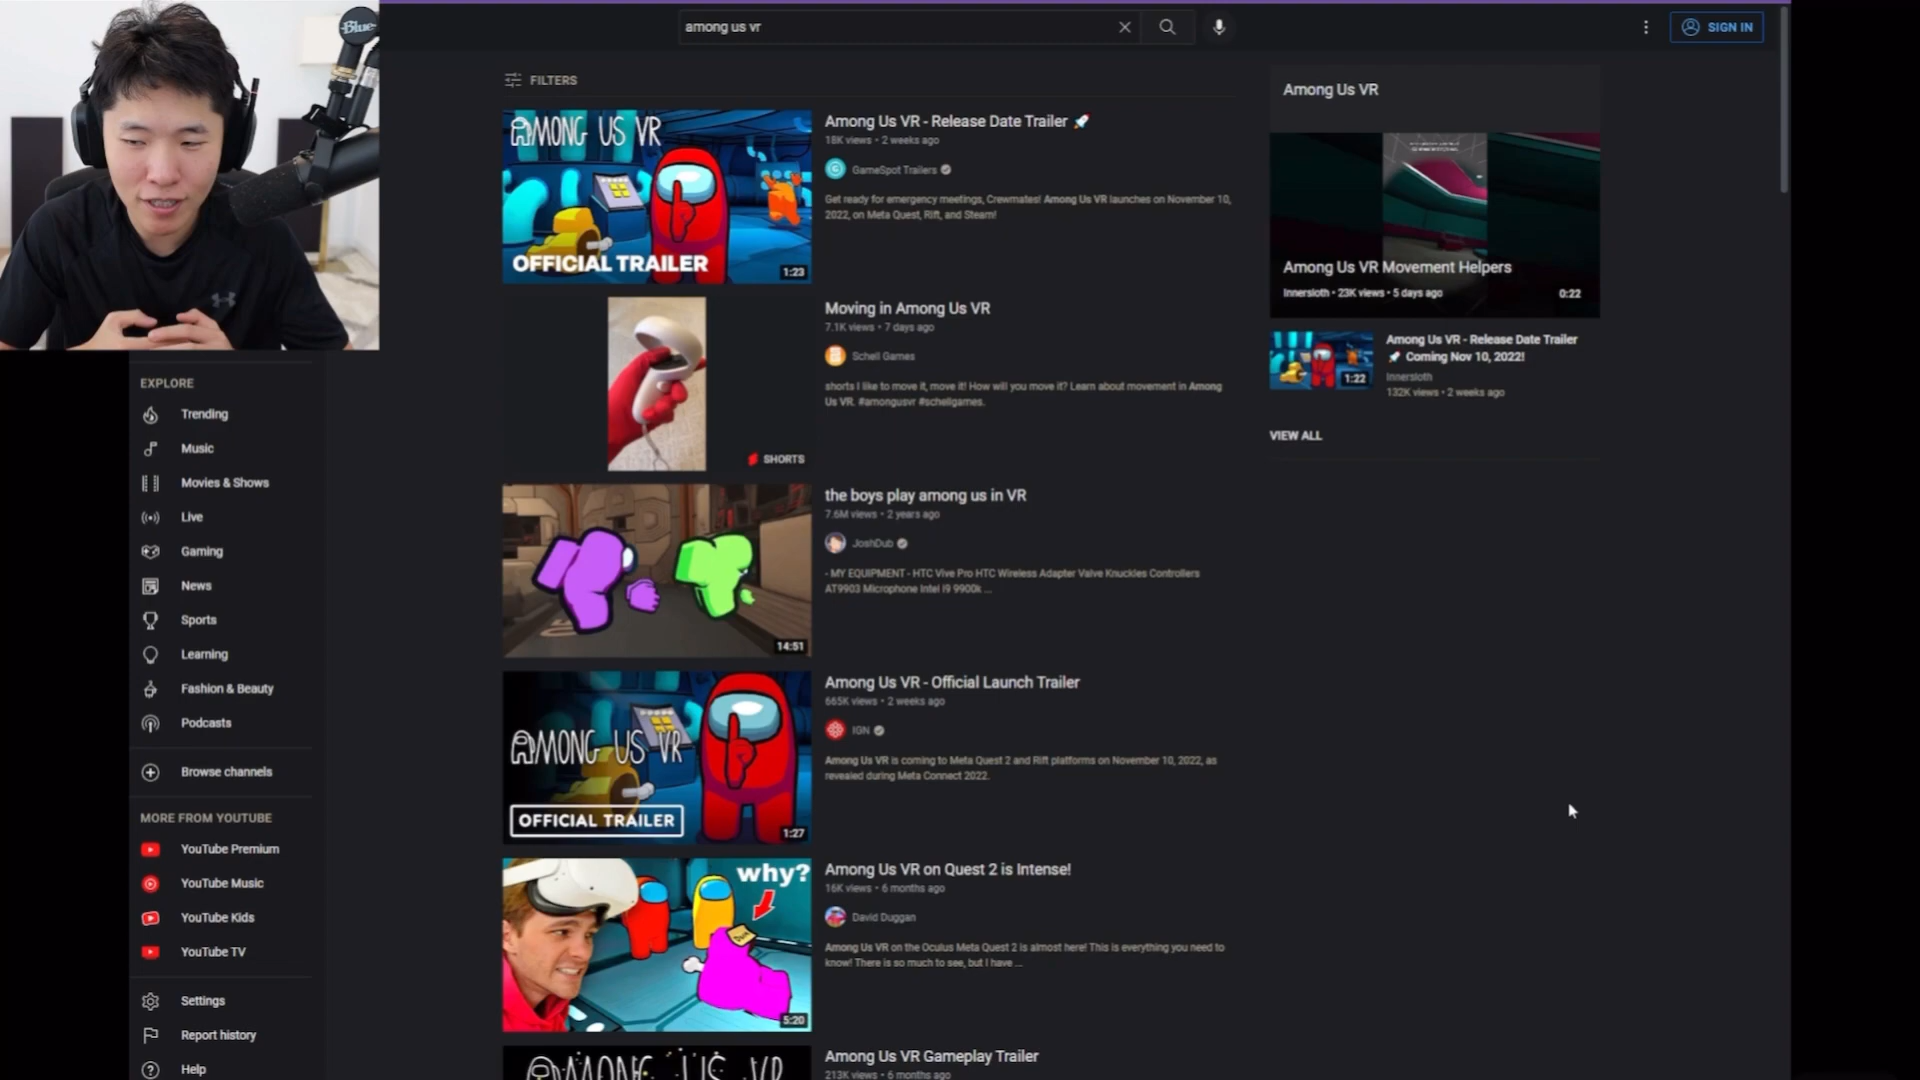 Blue
among us vr
SIGN IN
FILTERS
AMONG US VR
OFFICIAL TRAILER
1:23
Among Us VR - Release Date Trailer 🚀
18K views • 2 weeks ago
GameSpot Trailers
Get ready for emergency meetings, Crewmates! Among Us VR launches on November 10,
2022, on Meta Quest, Rift, and Steam!
SHORTS
Moving in Among Us VR
7.1K views • 7 days ago
Schell Games
shorts I like to move it, move it! How will you move it? Learn about movement in Among
Us VR. #amongusvr #schellgames.
14:51
the boys play among us in VR
7.6M views • 2 years ago
JoshDub
- MY EQUIPMENT - HTC Vive Pro HTC Wireless Adapter Valve Knuckles Controllers
AT9903 Microphone Intel I9 9900k ...
AMONG US VR
OFFICIAL TRAILER
1:27
Among Us VR - Official Launch Trailer
665K views • 2 weeks ago
IGN
Among Us VR is coming to Meta Quest 2 and Rift platforms on November 10, 2022, as
revealed during Meta Connect 2022.
why?
5:20
Among Us VR on Quest 2 is Intense!
16K views • 6 months ago
David Duggan
Among Us VR on the Oculus Meta Quest 2 is almost here! This is everything you need to
know! There is so much to see, but I have ...
AMONG US VR
Among Us VR Gameplay Trailer
213K views • 6 months ago
Among Us VR
Among Us VR Movement Helpers
Innersloth • 23K views • 5 days ago
0:22
1:22
Among Us VR - Release Date Trailer
🚀 Coming Nov 10, 2022!
Innersloth
132K views • 2 weeks ago
VIEW ALL
EXPLORE
Trending
Music
Movies & Shows
Live
Gaming
News
Sports
Learning
Fashion & Beauty
Podcasts
Browse channels
MORE FROM YOUTUBE
YouTube Premium
YouTube Music
YouTube Kids
YouTube TV
Settings
Report history
Help